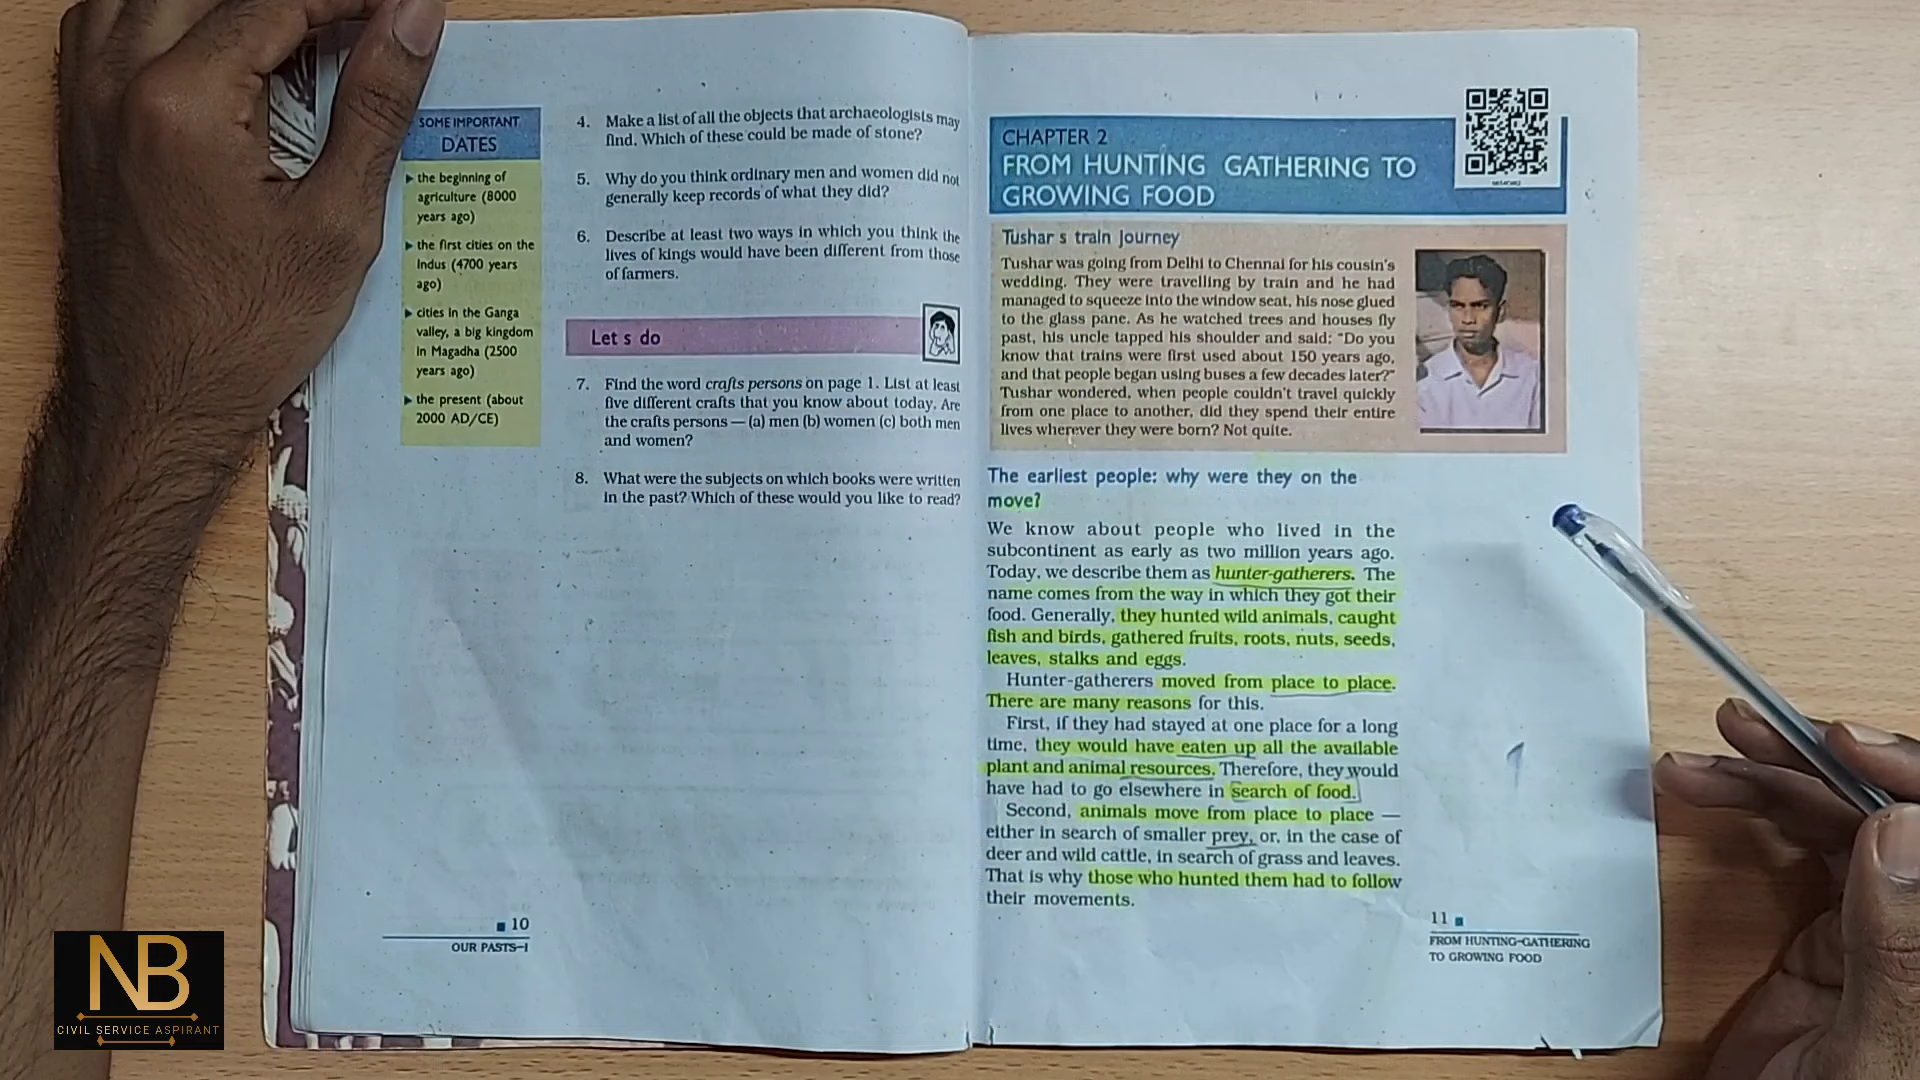 SOME IMPORTANT
DATES
▶ the beginning of
agriculture (8000
years ago)
▶ the first cities on the
Indus (4700 years
ago)
▶ cities in the Ganga
valley, a big kingdom
in Magadha (2500
years ago)
▶ the present (about
2000 AD/CE)
4. Make a list of all the objects that archaeologists may
find. Which of these could be made of stone?
5. Why do you think ordinary men and women did not
generally keep records of what they did?
6. Describe at least two ways in which you think the
lives of kings would have been different from those
of farmers.
Let s do
7. Find the word crafts persons on page 1. List at least
five different crafts that you know about today. Are
the crafts persons — (a) men (b) women (c) both men
and women?
8. What were the subjects on which books were written
in the past? Which of these would you like to read?
10
OUR PASTS–I
CHAPTER 2
FROM HUNTING GATHERING TO
GROWING FOOD
Tushar s train journey
Tushar was going from Delhi to Chennai for his cousin's
wedding. They were travelling by train and he had
managed to squeeze into the window seat, his nose glued
to the glass pane. As he watched trees and houses fly
past, his uncle tapped his shoulder and said: "Do you
know that trains were first used about 150 years ago,
and that people began using buses a few decades later?"
Tushar wondered, when people couldn't travel quickly
from one place to another, did they spend their entire
lives wherever they were born? Not quite.
The earliest people: why were they on the
move?
We know about people who lived in the
subcontinent as early as two million years ago.
Today, we describe them as hunter-gatherers. The
name comes from the way in which they got their
food. Generally, they hunted wild animals, caught
fish and birds, gathered fruits, roots, nuts, seeds,
leaves, stalks and eggs.
Hunter-gatherers moved from place to place.
There are many reasons for this.
First, if they had stayed at one place for a long
time, they would have eaten up all the available
plant and animal resources. Therefore, they would
have had to go elsewhere in search of food.
Second, animals move from place to place —
either in search of smaller prey, or, in the case of
deer and wild cattle, in search of grass and leaves.
That is why those who hunted them had to follow
their movements.
11
FROM HUNTING–GATHERING
TO GROWING FOOD
NB
CIVIL SERVICE ASPIRANT